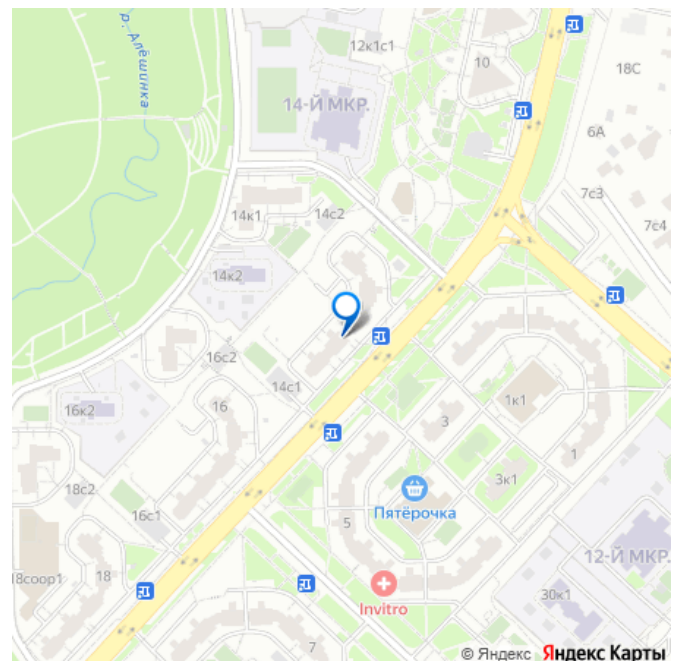 р. Алёшинка
12к1с1
10
18С
14-Й МКР.
6А
7с3
7с4
14к1
14с2
14к2
16с2
14с1
1к1
16к2
16
3
1
3к1
18с2
Пятёрочка
16с1
5
12-Й МКР.
18соор1
18
Invitro
30к1
7
© Яндекс Яндекс Карты